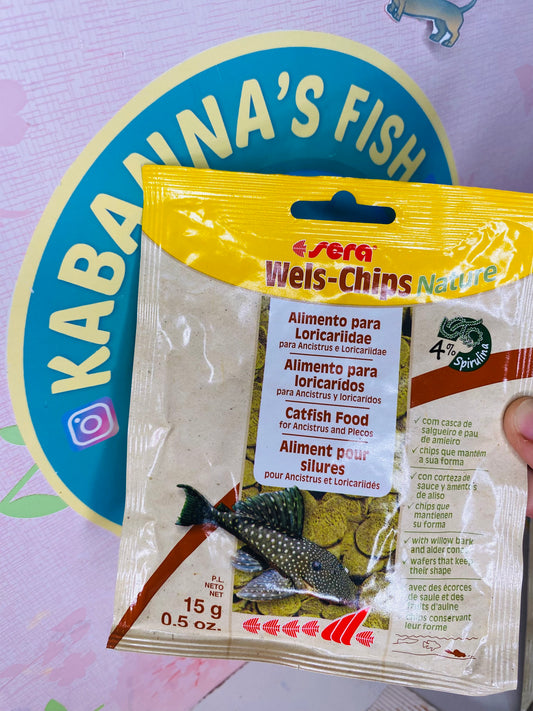 KABANNA'S FISH
sera
Wels-Chips Nature
4%
Spirulina
Alimento para
Loricariidae
para Ancistrus e Loricariidae
Alimento para
loricarídos
para Ancistrus y loricarídos
Catfish Food
for Ancistrus and Plecos
Aliment pour
silures
pour Ancistrus et Loricariidés
✓ com casca de
salgueiro e pau
de amieiro
✓ chips que mantêm
a sua forma
✓ con corteza de
sauce y amentos
de aliso
✓ chips que
mantienen
su forma
✓ with willow bark
and alder
✓ wafers that keep
their shape
avec des écorces
de saule et des
fruits d'aulne
chips conservant
leur forme
P.L.
NETO
NET
15 g
0.5 oz.